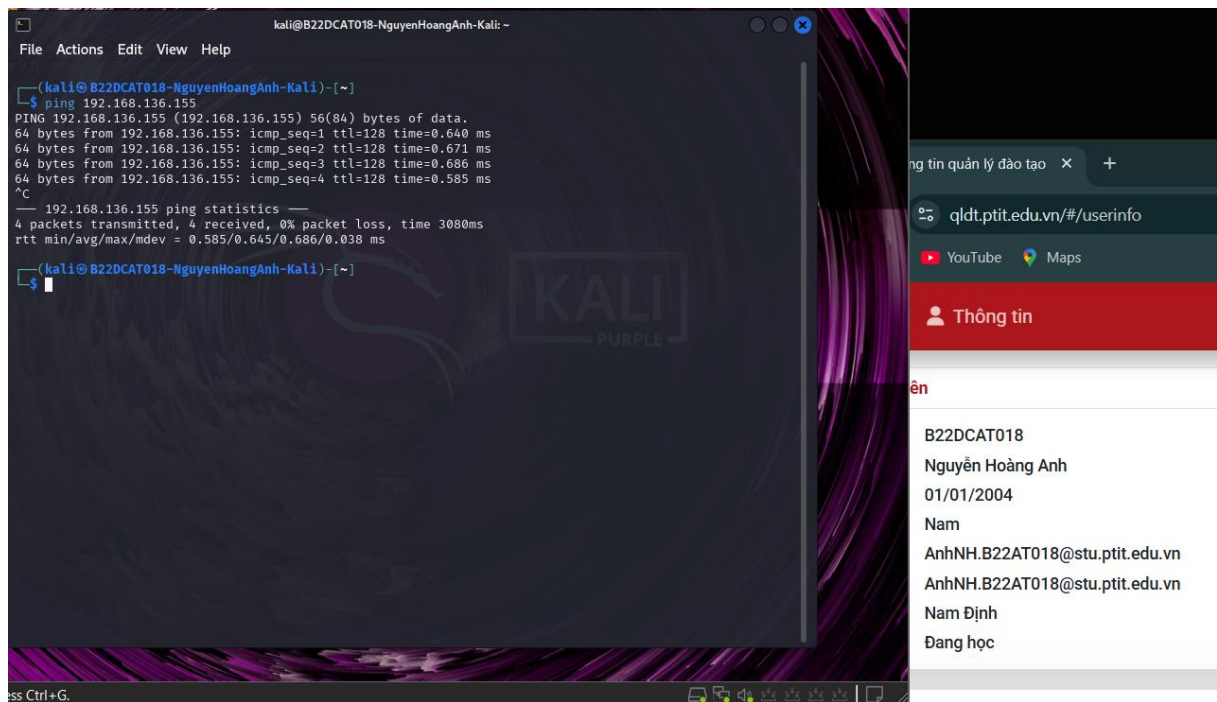 kali@B22DCAT018-NguyenHoangAnh-Kali: ~
File Actions Edit View Help
┌──(kali㉿B22DCAT018-NguyenHoangAnh-Kali)-[~]
└─$ ping 192.168.136.155
PING 192.168.136.155 (192.168.136.155) 56(84) bytes of data.
64 bytes from 192.168.136.155: icmp_seq=1 ttl=128 time=0.640 ms
64 bytes from 192.168.136.155: icmp_seq=2 ttl=128 time=0.671 ms
64 bytes from 192.168.136.155: icmp_seq=3 ttl=128 time=0.686 ms
64 bytes from 192.168.136.155: icmp_seq=4 ttl=128 time=0.585 ms
^C
— 192.168.136.155 ping statistics —
4 packets transmitted, 4 received, 0% packet loss, time 3080ms
rtt min/avg/max/mdev = 0.585/0.645/0.686/0.038 ms
┌──(kali㉿B22DCAT018-NguyenHoangAnh-Kali)-[~]
└─$
KALI
PURPLE
ess Ctrl+G.
ng tin quản lý đào tạo
qldt.ptit.edu.vn/#/userinfo
YouTube Maps
Thông tin
ên
B22DCAT018
Nguyễn Hoàng Anh
01/01/2004
Nam
AnhNH.B22AT018@stu.ptit.edu.vn
AnhNH.B22AT018@stu.ptit.edu.vn
Nam Định
Đang học